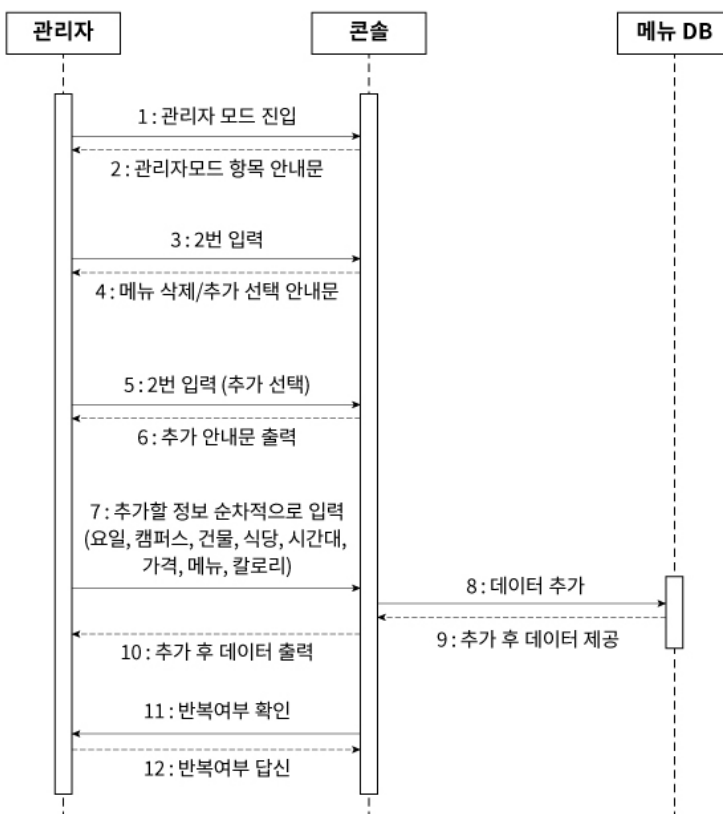 관리자
콘솔
메뉴 DB
1 : 관리자 모드 진입
2 : 관리자모드 항목 안내문
3 : 2번 입력
4 : 메뉴 삭제/추가 선택 안내문
5 : 2번 입력 (추가 선택)
6 : 추가 안내문 출력
7 : 추가할 정보 순차적으로 입력
(요일, 캠퍼스, 건물, 식당, 시간대,
가격, 메뉴, 칼로리)
8 : 데이터 추가
9 : 추가 후 데이터 제공
10 : 추가 후 데이터 출력
11 : 반복여부 확인
12 : 반복여부 답신